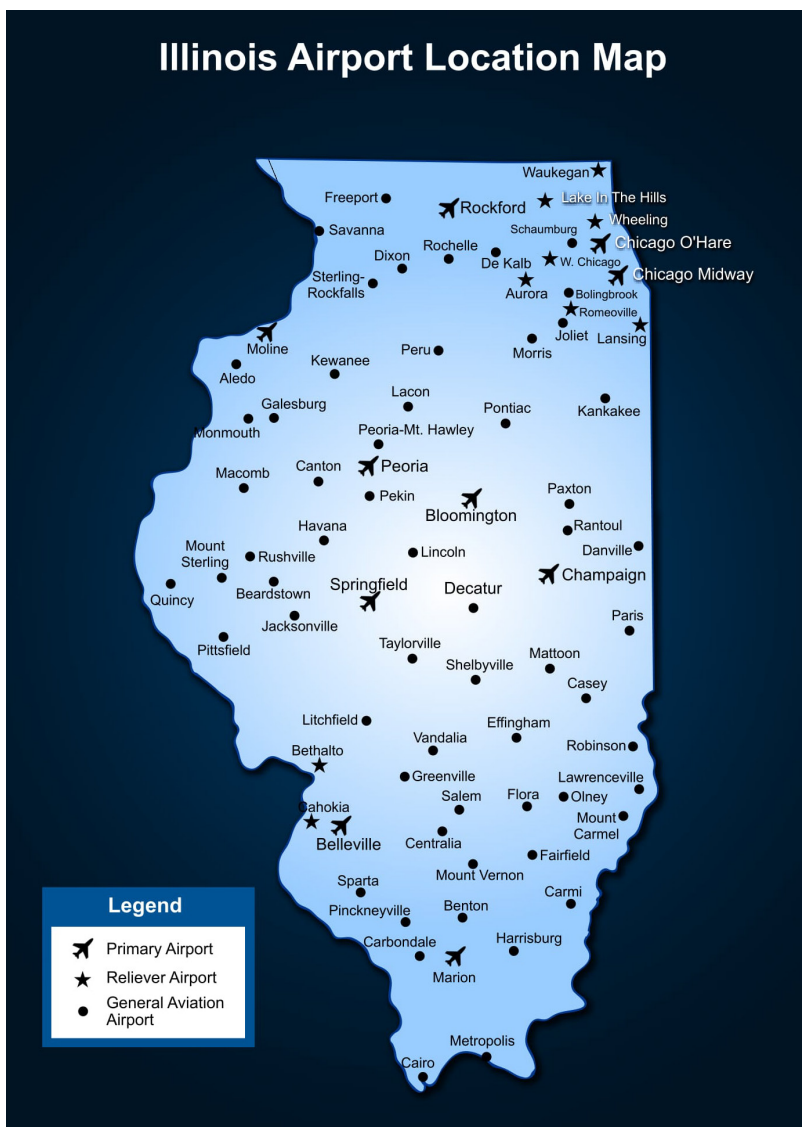 Illinois Airport Location Map
Waukegan
Lake In The Hills
Freeport
Rockford
Wheeling
Savanna
Schaumburg
Chicago O'Hare
Rochelle
Dixon
De Kalb
W. Chicago
Chicago Midway
Sterling-
Rockfalls
Aurora
Bolingbrook
Romeoville
Joliet
Lansing
Moline
Morris
Peru
Kewanee
Aledo
Lacon
Galesburg
Pontiac
Kankakee
Monmouth
Peoria-Mt. Hawley
Peoria
Canton
Macomb
Pekin
Paxton
Bloomington
Havana
Rantoul
Mount
Sterling
Rushville
Lincoln
Danville
Champaign
Springfield
Decatur
Quincy
Beardstown
Jacksonville
Paris
Pittsfield
Taylorville
Mattoon
Shelbyville
Casey
Litchfield
Effingham
Vandalia
Bethalto
Robinson
Greenville
Lawrenceville
Salem
Flora
Olney
Cahokia
Mount
Carmel
Belleville
Centralia
Fairfield
Mount Vernon
Sparta
Carmi
Pinckneyville
Benton
Carbondale
Harrisburg
Marion
Metropolis
Cairo
Legend
Primary Airport
Reliever Airport
General Aviation
Airport